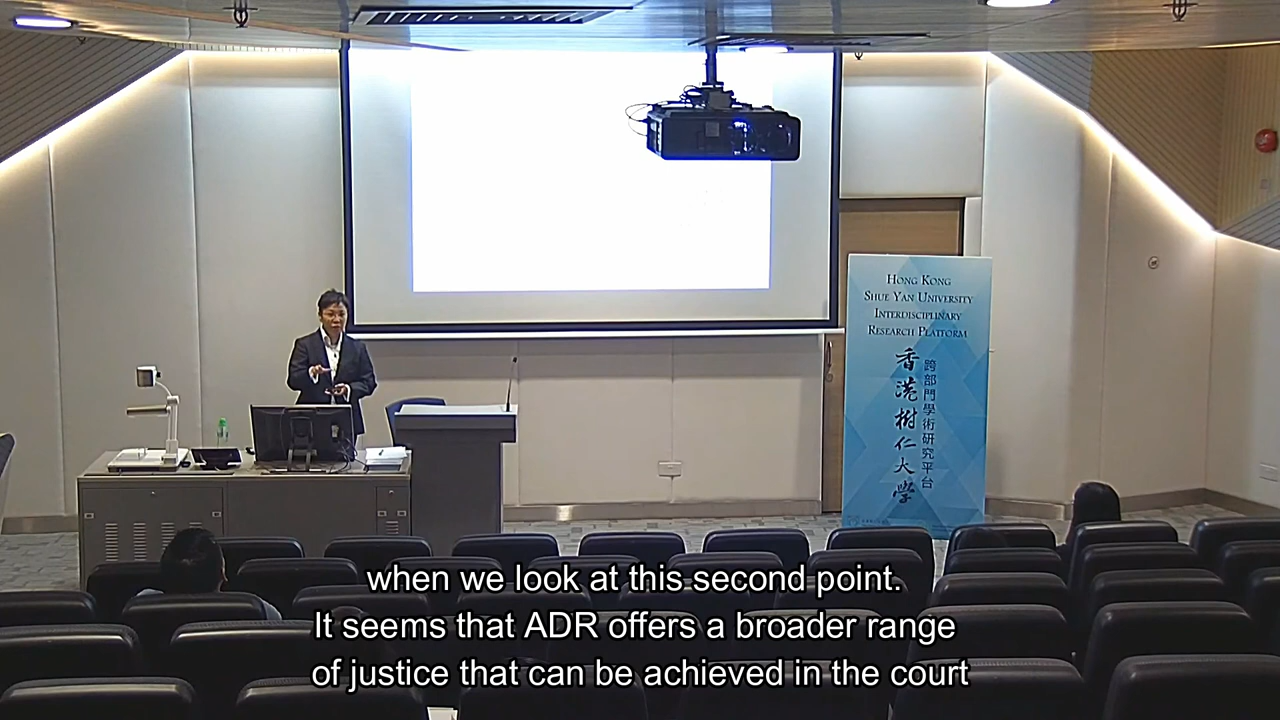 HONG KONG
SHUE YAN UNIVERSITY
INTERDISCIPLINARY
RESEARCH PLATFORM
香港樹仁大學
跨部門學術研究平台
when we look at this second point.
It seems that ADR offers a broader range
of justice that can be achieved in the court